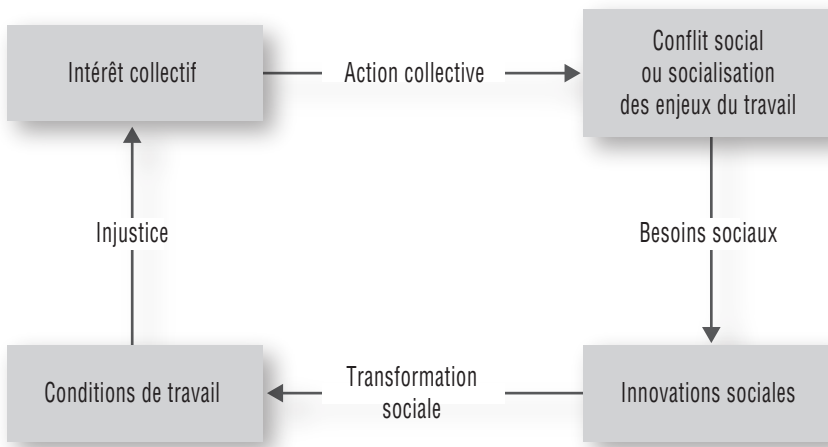 Intérêt collectif
Action collective
Conflit social
ou socialisation
des enjeux du travail
Injustice
Besoins sociaux
Conditions de travail
Transformation
sociale
Innovations sociales